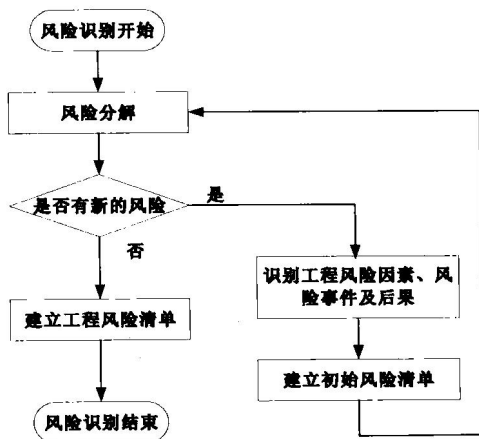 风险识别开始
风险分解
是否有新的风险
是
否
识别工程风险因素、风
险事件及后果
建立工程风险清单
建立初始风险清单
风险识别结束